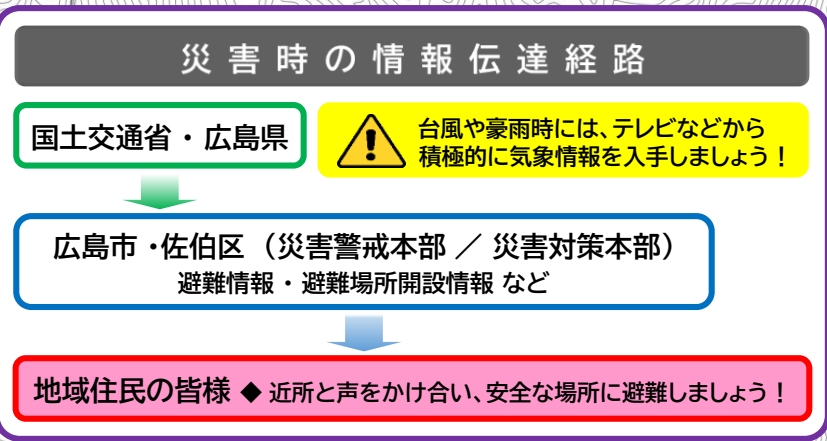 災害時の情報伝達経路
国土交通省・広島県
台風や豪雨時には、テレビなどから
積極的に気象情報を入手しましょう！
広島市・佐伯区（災害警戒本部／災害対策本部）
避難情報・避難場所開設情報 など
地域住民の皆様 ◆ 近所と声をかけ合い、安全な場所に避難しましょう！